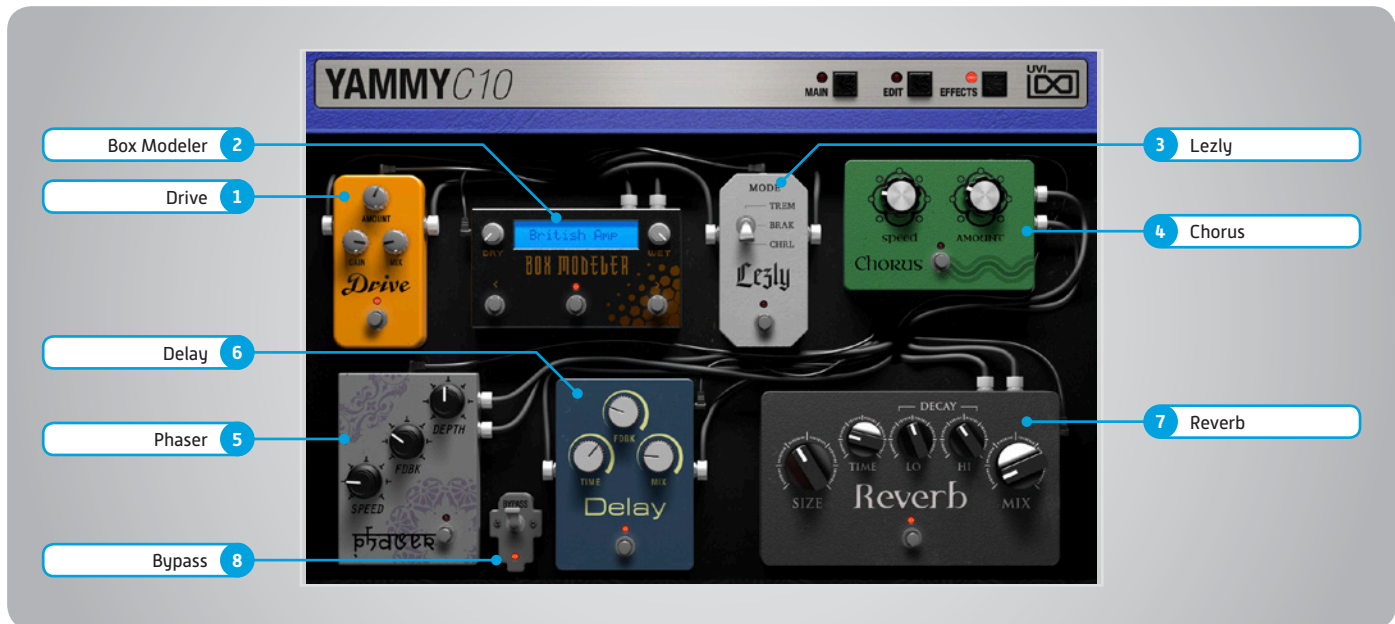 YAMMYC10
MAIN
EDIT
EFFECTS
UVI
Box Modeler 2
Drive 1
3 Lezly
4 Chorus
Delay 6
Phaser 5
7 Reverb
Bypass 8
AMOUNT
GAIN MIX
Drive
British Amp
DRY WET
BOX MODELER
< >
MODE
TREM
BRAK
CHRL
Lezly
speed AMOUNT
Chorus
DEPTH
FDBK
SPEED
phaser
BYPASS
FDBK
TIME MIX
Delay
DECAY
SIZE TIME LO HI MIX
Reverb